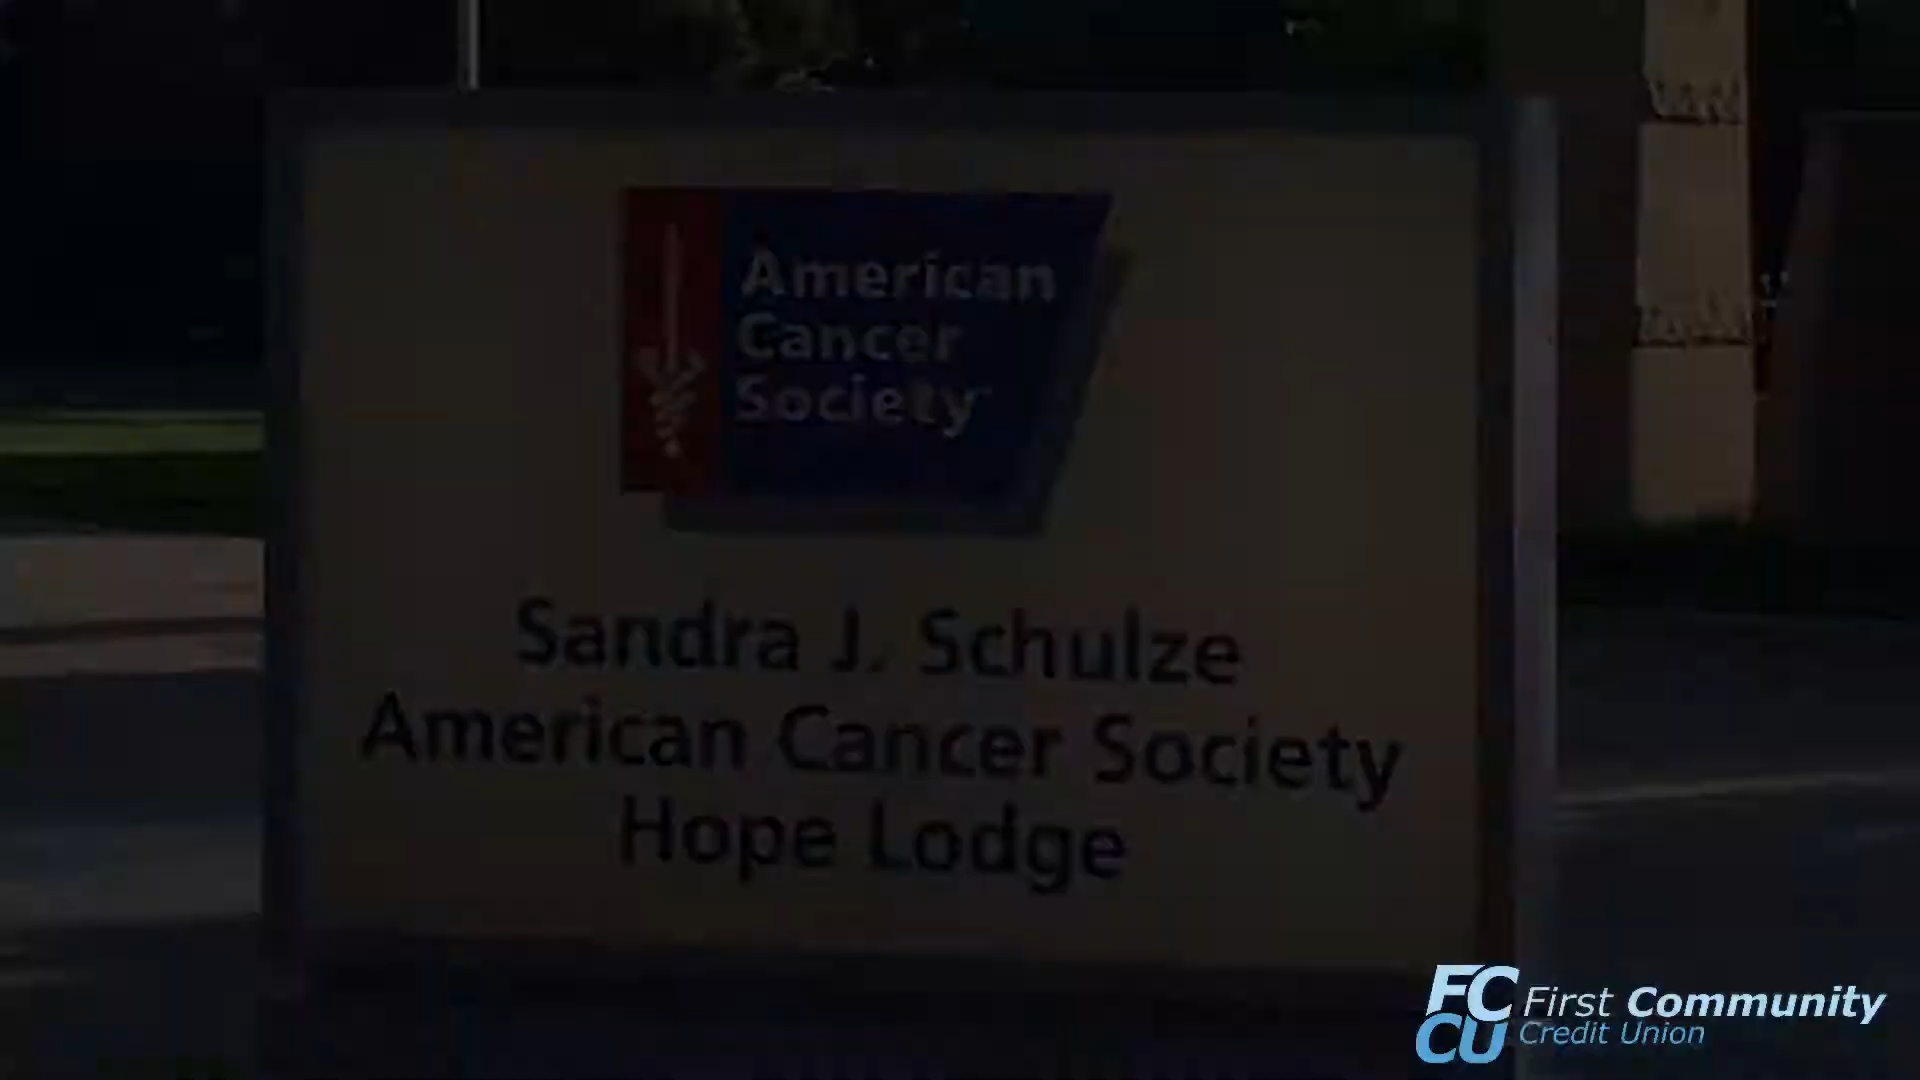 American
Cancer
Society
Sandra J. Schulze
American Cancer Society
Hope Lodge
FC
CU
First Community
Credit Union